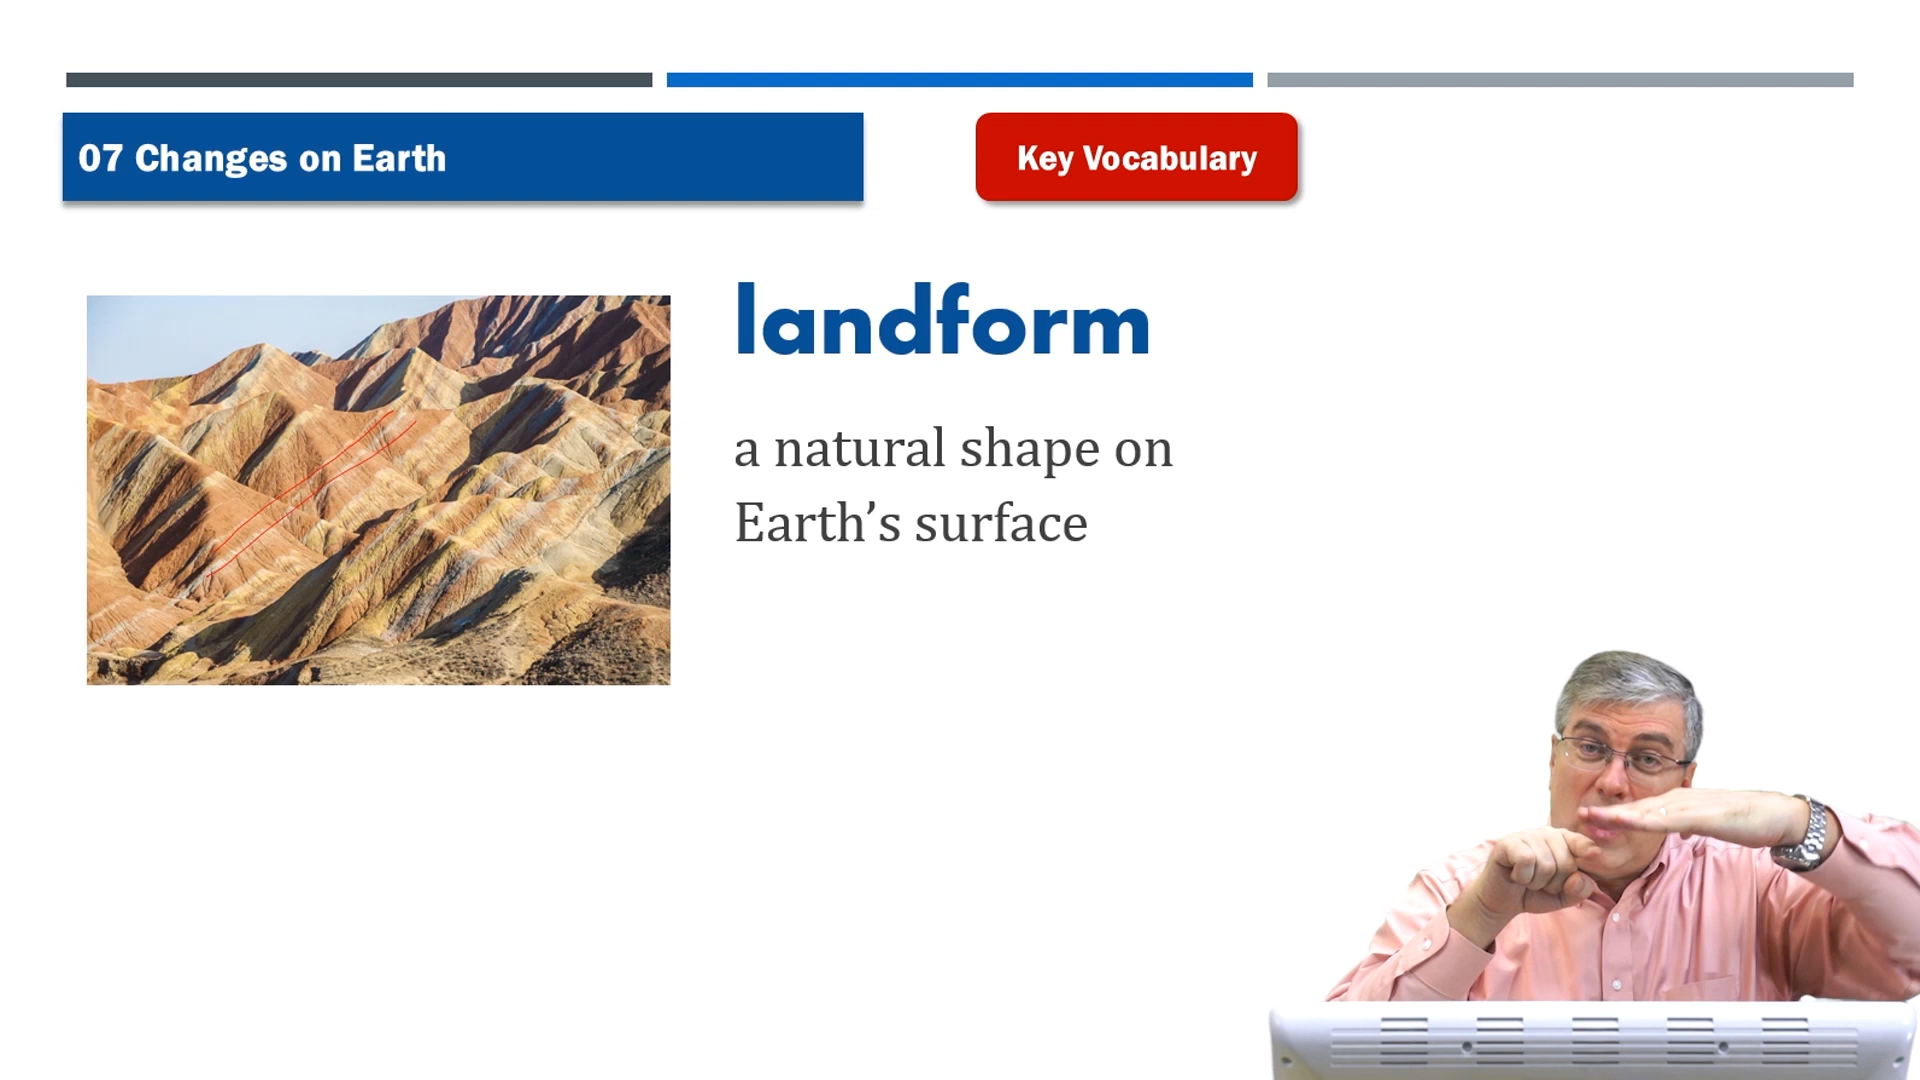 07 Changes on Earth
Key Vocabulary
landform
a natural shape on
Earth’s surface